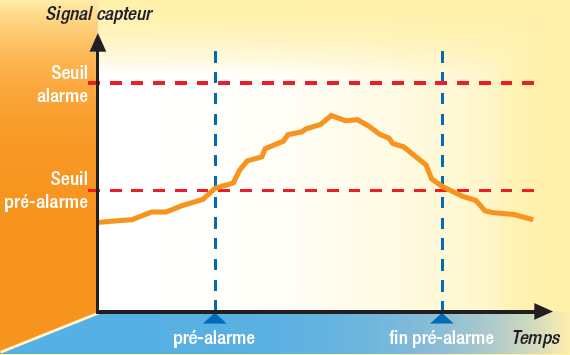 Signal capteur
Seuil
alarme
Seuil
pré-alarme
pré-alarme
fin pré-alarme
Temps